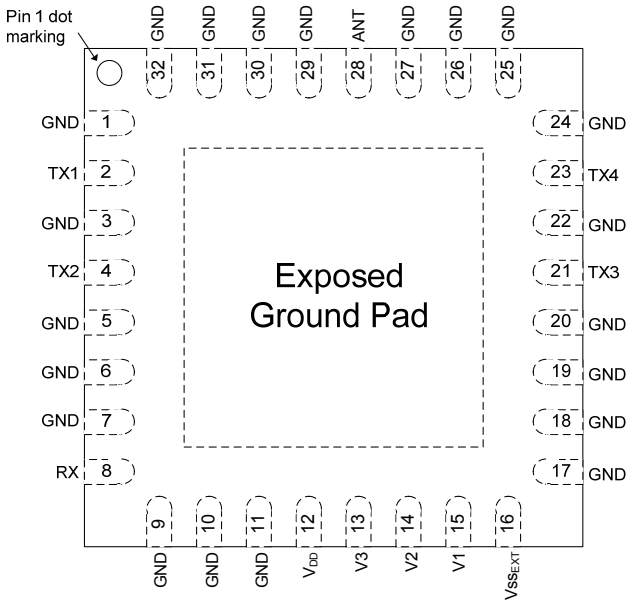 Pin 1 dot
marking
GND
GND
GND
GND
ANT
GND
GND
GND
32
31
30
29
28
27
26
25
GND 1
24 GND
TX1 2
23 TX4
GND 3
22 GND
TX2 4
21 TX3
GND 5
20 GND
GND 6
19 GND
GND 7
18 GND
RX 8
17 GND
Exposed
Ground Pad
9
10
11
12
13
14
15
16
GND
GND
GND
VDD
V3
V2
V1
VSSEXT